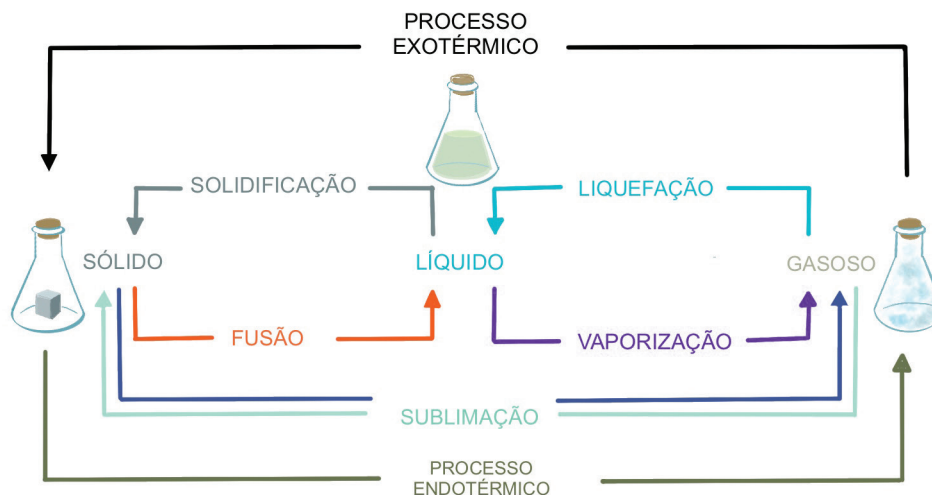 PROCESSO
EXOTÉRMICO
SOLIDIFICAÇÃO
LIQUEFAÇÃO
SÓLIDO
LÍQUIDO
GASOSO
FUSÃO
VAPORIZAÇÃO
SUBLIMAÇÃO
PROCESSO
ENDOTÉRMICO